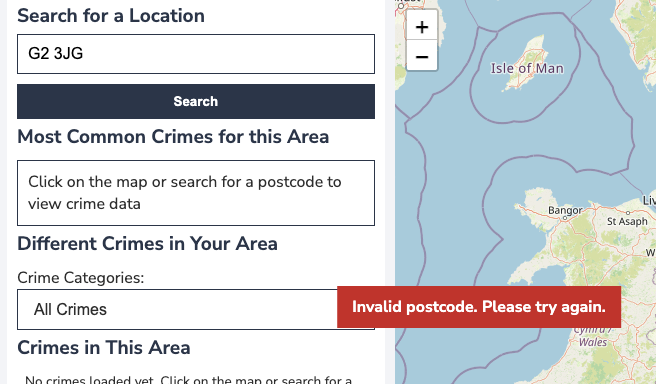 Search for a Location
G2 3JG
Search
Most Common Crimes for this Area
Click on the map or search for a postcode to
view crime data
Different Crimes in Your Area
Crime Categories:
All Crimes
Crimes in This Area
No crimes loaded yet. Click on the map or search for a
+
−
Isle of Man
Bangor
St Asaph
Invalid postcode. Please try again.
Cymru /
Wales